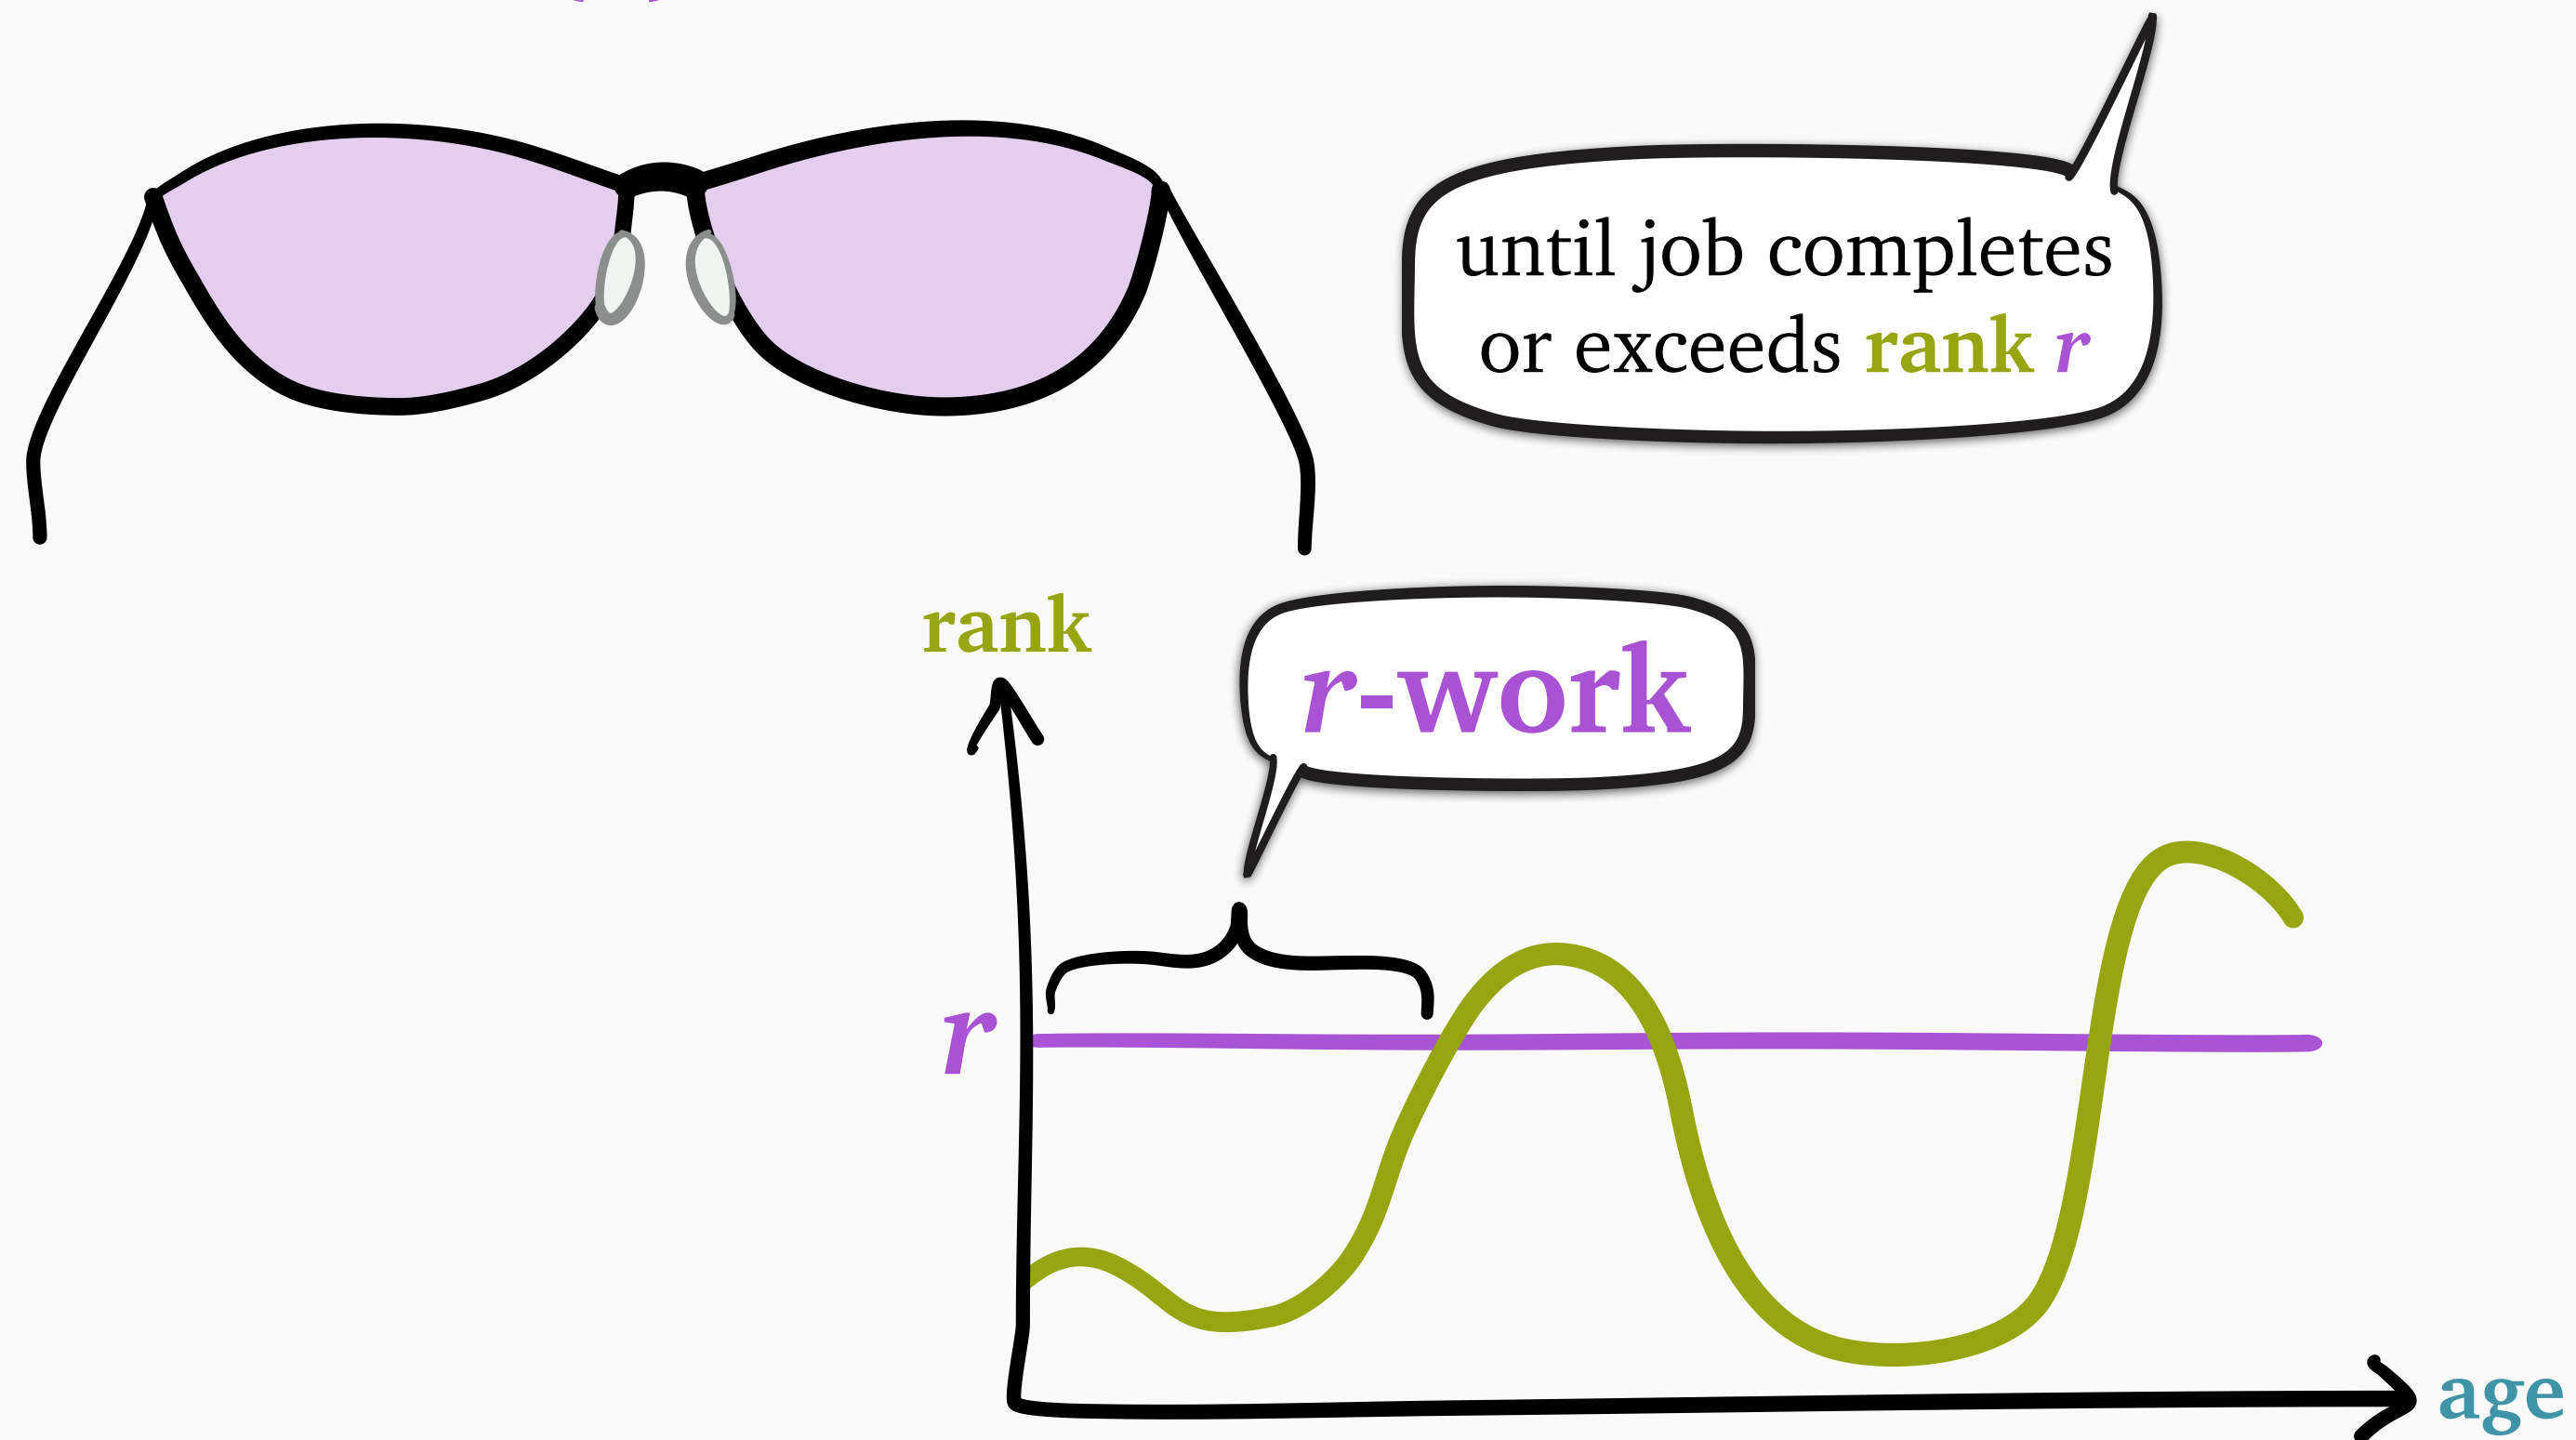 until job completes
or exceeds rank r
rank
r-work
r
age